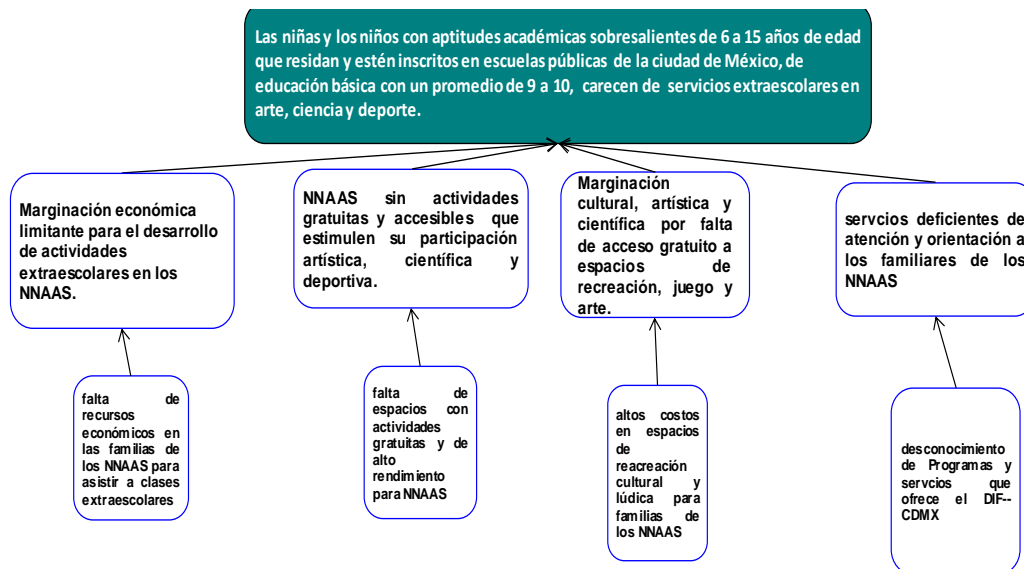 Las niñas y los niños con aptitudes académicas sobresalientes de 6 a 15 años de edad
que residan y estén inscritos en escuelas públicas de la ciudad de México, de
educación básica con un promedio de 9 a 10, carecen de servicios extraescolares en
arte, ciencia y deporte.
Marginación económica
limitante para el desarrollo
de actividades
extraescolares en los
NNAAS.
NNAAS sin actividades
gratuitas y accesibles que
estimulen su participación
artística, científica y
deportiva.
Marginación
cultural, artística y
científica por falta
de acceso gratuito a
espacios de
recreación, juego y
arte.
servcios deficientes de
atención y orientación a
los familiares de los
NNAAS
falta de
recursos
económicos en
las familias de
los NNAAS para
asistir a clases
extraescolares
falta de
espacios con
actividades
gratuitas y de
alto
rendimiento
para NNAAS
altos costos
en espacios
de
reacreación
cultural y
lúdica para
familias de
los NNAAS
desconocimiento
de Programas y
servcios que
ofrece el DIF--
CDMX